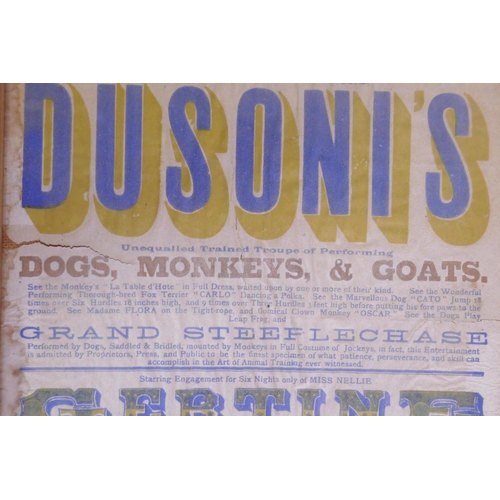 DUSONI'S
Unequalled Trained Troupe of Performing
DOGS, MONKEYS, & GOATS.
See the Monkey's "La Table d'Hote" in Full Dress, waited upon by one or more of their kind. See the Wonderful
Performing Thorough-bred Fox Terrier "CARLO" Dancing a Polka. See the Marvellous Dog "CATO" Jump 18
times over Six Hurdles 18 inches high, and 9 times over Three Hurdles 3 feet high before putting his fore paws to the
ground. See Madame FLORA on the Tight-rope, and Comical Clown Monkey "OSCAR." See the Dogs Play
Leap Frog, and
GRAND STEEPLECHASE
Performed by Dogs, Saddled & Bridled, mounted by Monkeys in Full Costume of Jockeys, in fact, this Entertainment
is admitted by Proprietors, Press, and Public to be the finest specimen of what patience, perseverance, and skill can
accomplish in the Art of Animal Training ever witnessed.
Starring Engagement for Six Nights only of MISS NELLIE
GERTINE